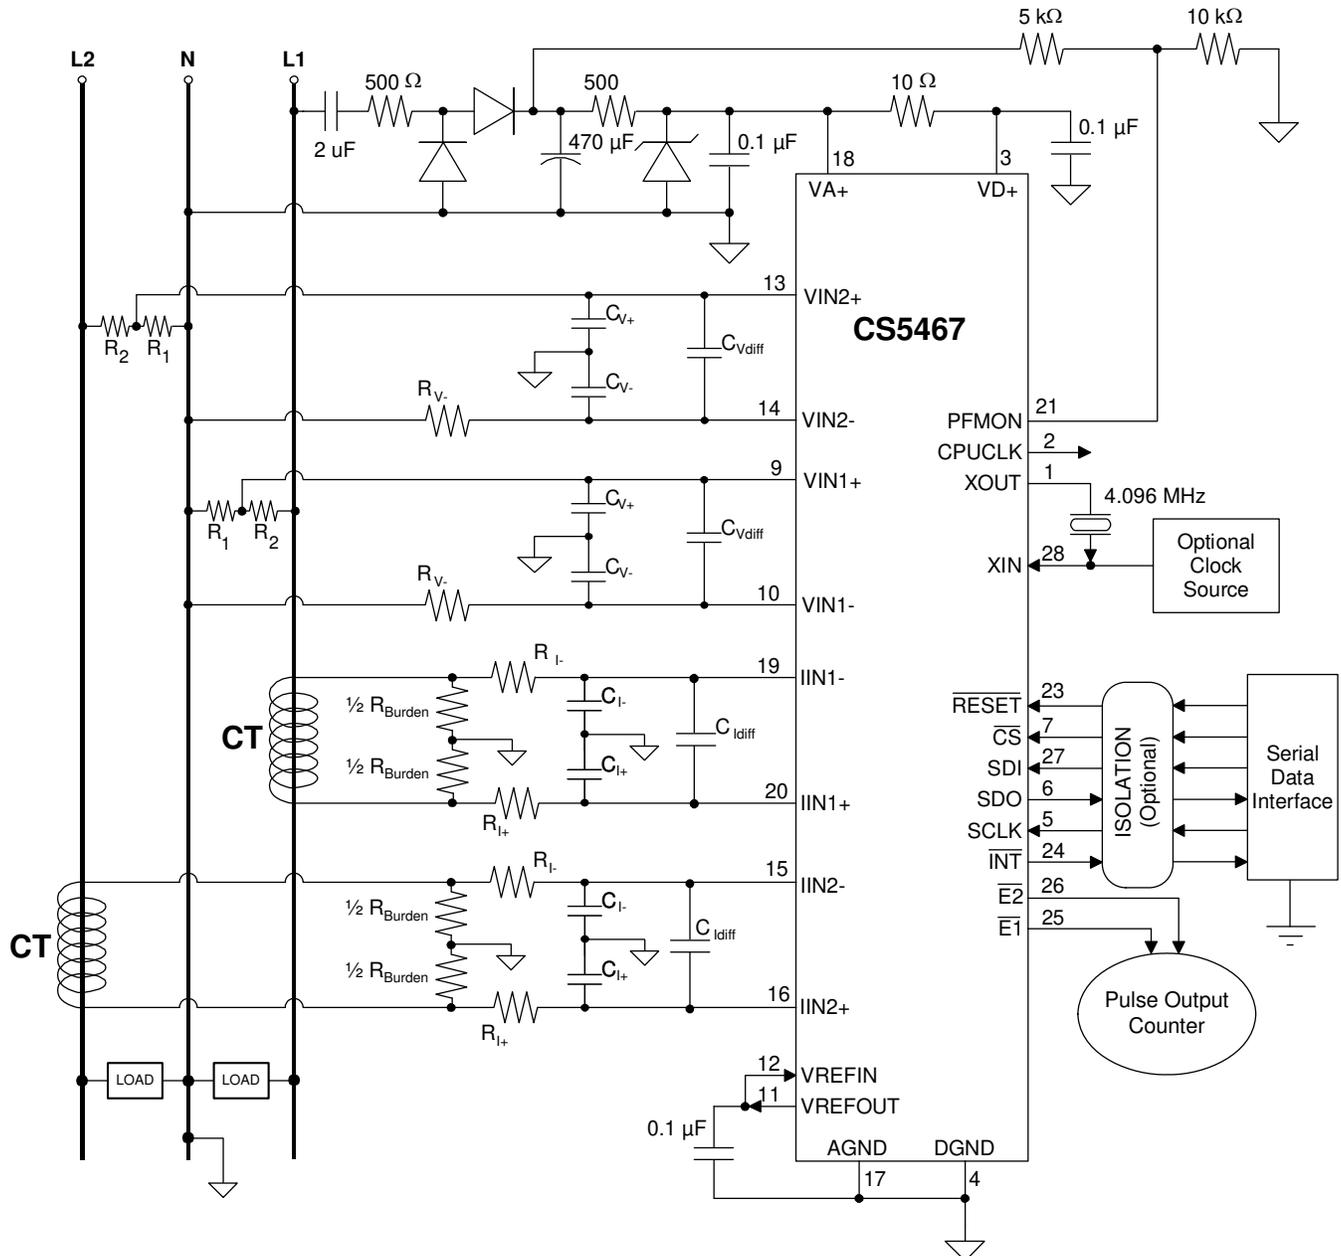 5 kΩ
10 kΩ
L2
N
L1
500 Ω
500
10 Ω
2 uF
470 µF
0.1 µF
0.1 µF
18
3
VA+
VD+
13
VIN2+
CS5467
R2
R1
CV+
CVdiff
CV-
RV-
14
VIN2-
21
PFMON
2
CPUCLK
1
XOUT
9
VIN1+
4.096 MHz
R1
R2
CV+
CVdiff
CV-
28
XIN
Optional
Clock
Source
RV-
10
VIN1-
R I-
19
IIN1-
½ RBurden
CI-
CT
C Idiff
½ RBurden
CI+
20
IIN1+
RI+
RESET
23
CS
7
SDI
27
SDO
6
SCLK
5
INT
24
ISOLATION
(Optional)
Serial
Data
Interface
RI-
15
IIN2-
½ RBurden
CI-
CT
C Idiff
½ RBurden
CI+
16
IIN2+
RI+
E2
26
E1
25
Pulse Output
Counter
LOAD
LOAD
12
VREFIN
11
VREFOUT
0.1 µF
AGND
DGND
17
4